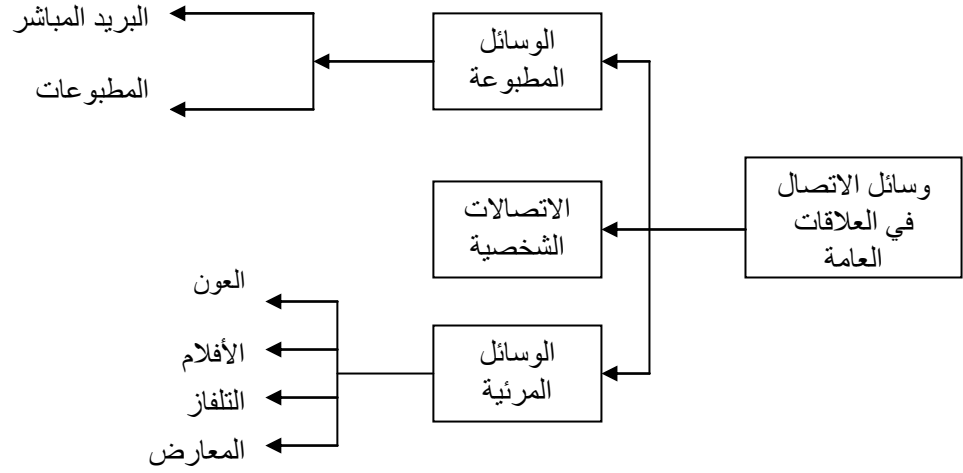 وسائل الاتصال
في العلاقات
العامة
الوسائل
المطبوعة
البريد المباشر
المطبوعات
الاتصالات
الشخصية
الوسائل
المرئية
العون
الأفلام
التلفاز
المعارض